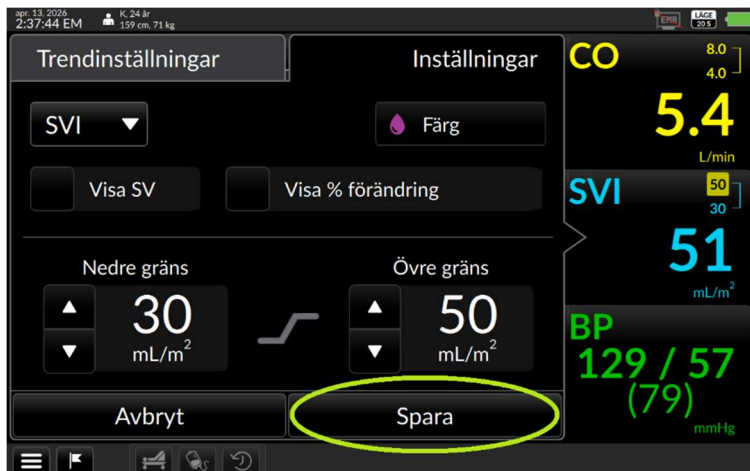 apr. 13, 2026
2:37:44 EM
K, 24 år
159 cm, 71 kg
EMR
LÄGE
20 S
Trendinställningar
Inställningar
SVI
Färg
Visa SV
Visa % förändring
Nedre gräns
Övre gräns
30
mL/m²
50
mL/m²
Avbryt
Spara
CO
8.0
4.0
5.4
L/min
SVI
50
30
51
mL/m²
BP
129 / 57
(79)
mmHg